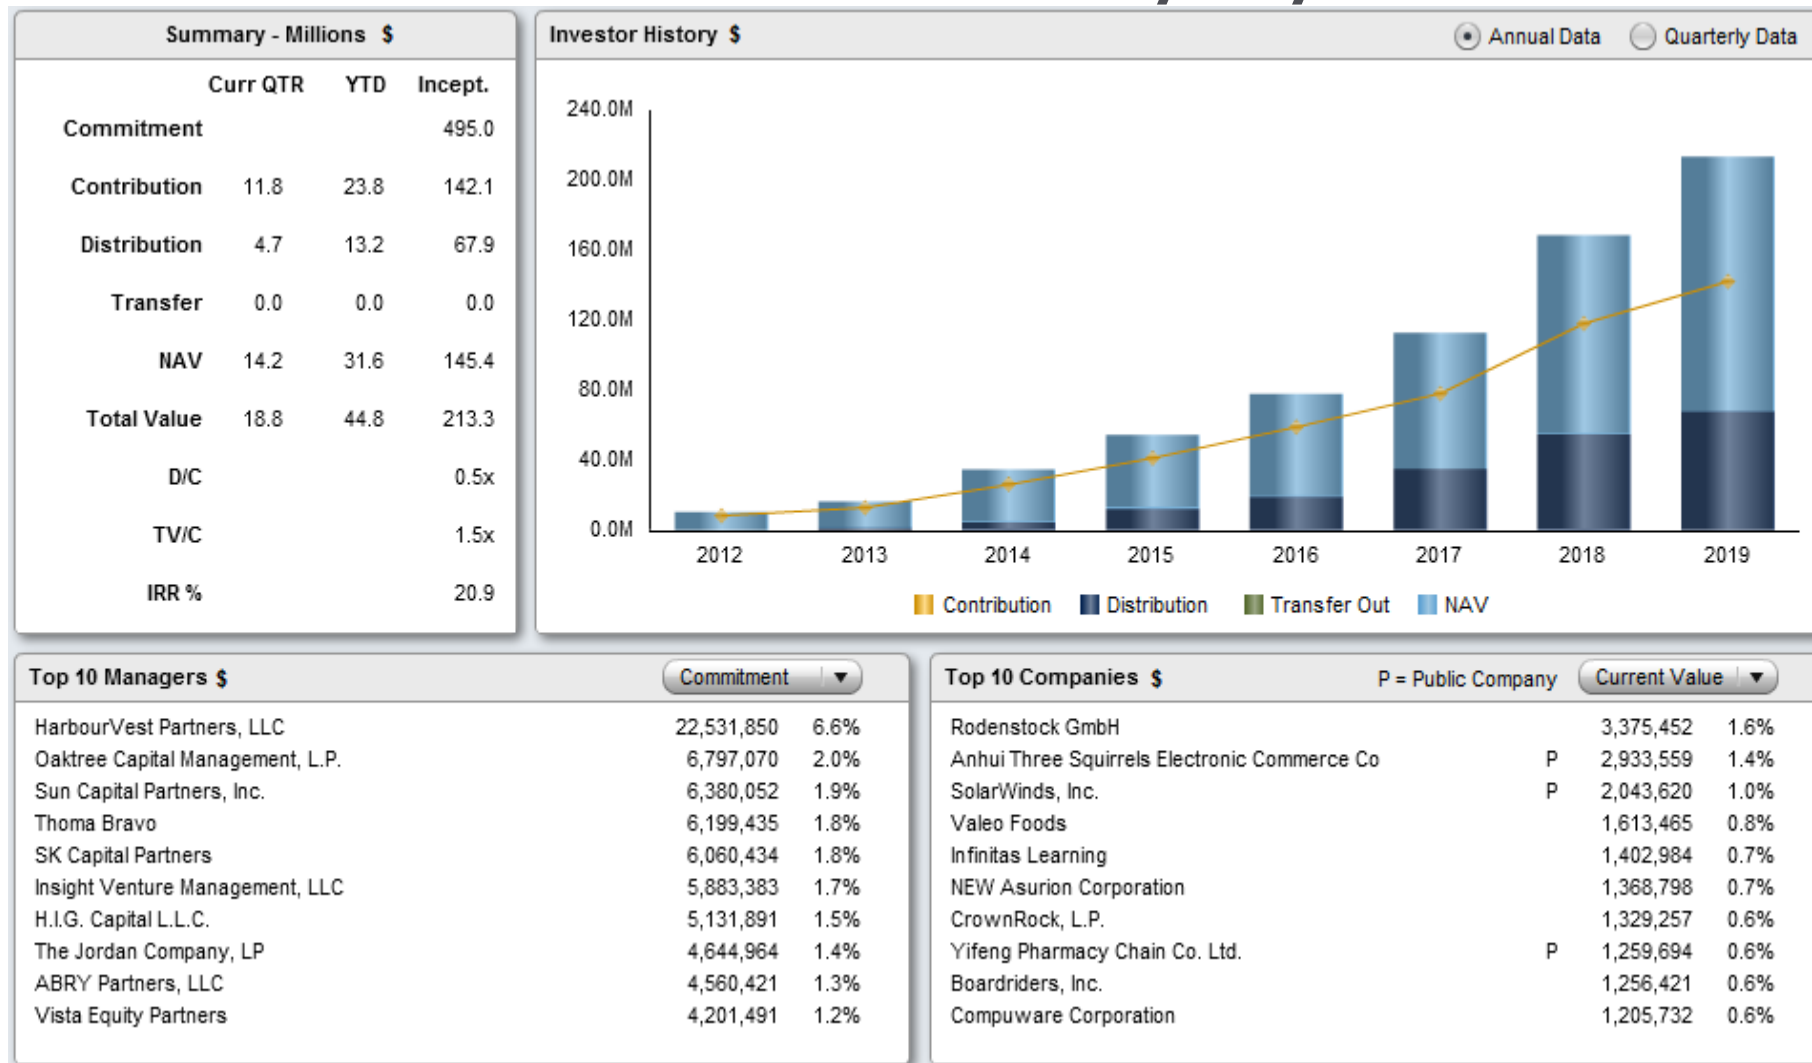 Summary - Millions $
Curr QTR YTD Incept.
Commitment 495.0
Contribution 11.8 23.8 142.1
Distribution 4.7 13.2 67.9
Transfer 0.0 0.0 0.0
NAV 14.2 31.6 145.4
Total Value 18.8 44.8 213.3
D/C 0.5x
TV/C 1.5x
IRR % 20.9
Investor History $ Annual Data Quarterly Data
240.0M
200.0M
160.0M
120.0M
80.0M
40.0M
0.0M
2012 2013 2014 2015 2016 2017 2018 2019
Contribution Distribution Transfer Out NAV
Top 10 Managers $ Commitment
HarbourVest Partners, LLC 22,531,850 6.6%
Oaktree Capital Management, L.P. 6,797,070 2.0%
Sun Capital Partners, Inc. 6,380,052 1.9%
Thoma Bravo 6,199,435 1.8%
SK Capital Partners 6,060,434 1.8%
Insight Venture Management, LLC 5,883,383 1.7%
H.I.G. Capital L.L.C. 5,131,891 1.5%
The Jordan Company, LP 4,644,964 1.4%
ABRY Partners, LLC 4,560,421 1.3%
Vista Equity Partners 4,201,491 1.2%
Top 10 Companies $ P = Public Company Current Value
Rodenstock GmbH 3,375,452 1.6%
Anhui Three Squirrels Electronic Commerce Co P 2,933,559 1.4%
SolarWinds, Inc. P 2,043,620 1.0%
Valeo Foods 1,613,465 0.8%
Infinitas Learning 1,402,984 0.7%
NEW Asurion Corporation 1,368,798 0.7%
CrownRock, L.P. 1,329,257 0.6%
Yifeng Pharmacy Chain Co. Ltd. P 1,259,694 0.6%
Boardriders, Inc. 1,256,421 0.6%
Compuware Corporation 1,205,732 0.6%